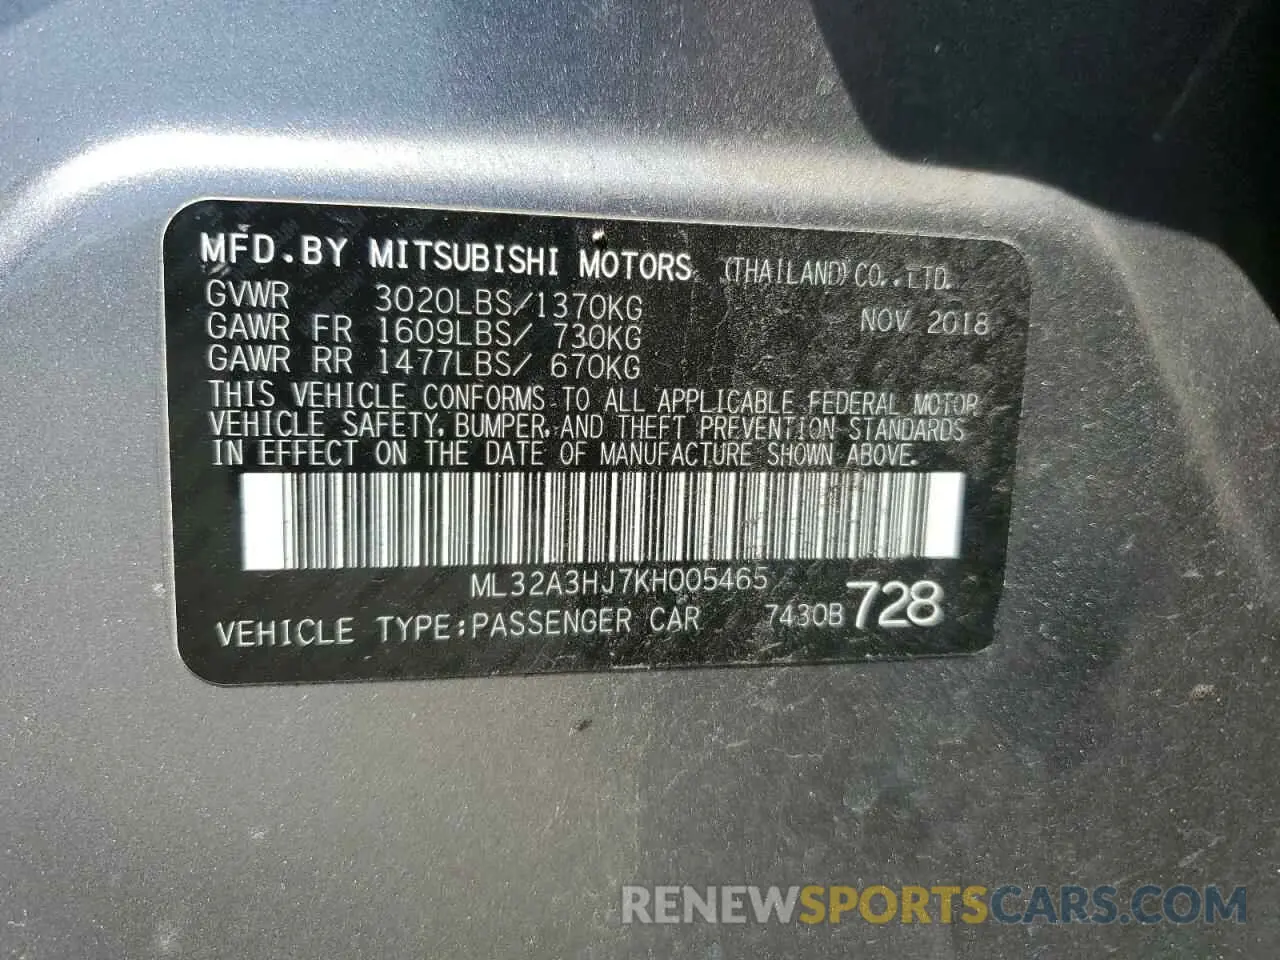 MFD.BY MITSUBISHI MOTORS (THAILAND) CO.,LTD.
GVWR 3020LBS/1370KG NOV 2018
GAWR FR 1609LBS/ 730KG
GAWR RR 1477LBS/ 670KG
THIS VEHICLE CONFORMS TO ALL APPLICABLE FEDERAL MOTOR
VEHICLE SAFETY, BUMPER, AND THEFT PREVENTION STANDARDS
IN EFFECT ON THE DATE OF MANUFACTURE SHOWN ABOVE.
ML32A3HJ7KH005465
VEHICLE TYPE:PASSENGER CAR 7430B 728
RENEWSPORTSCARS.COM